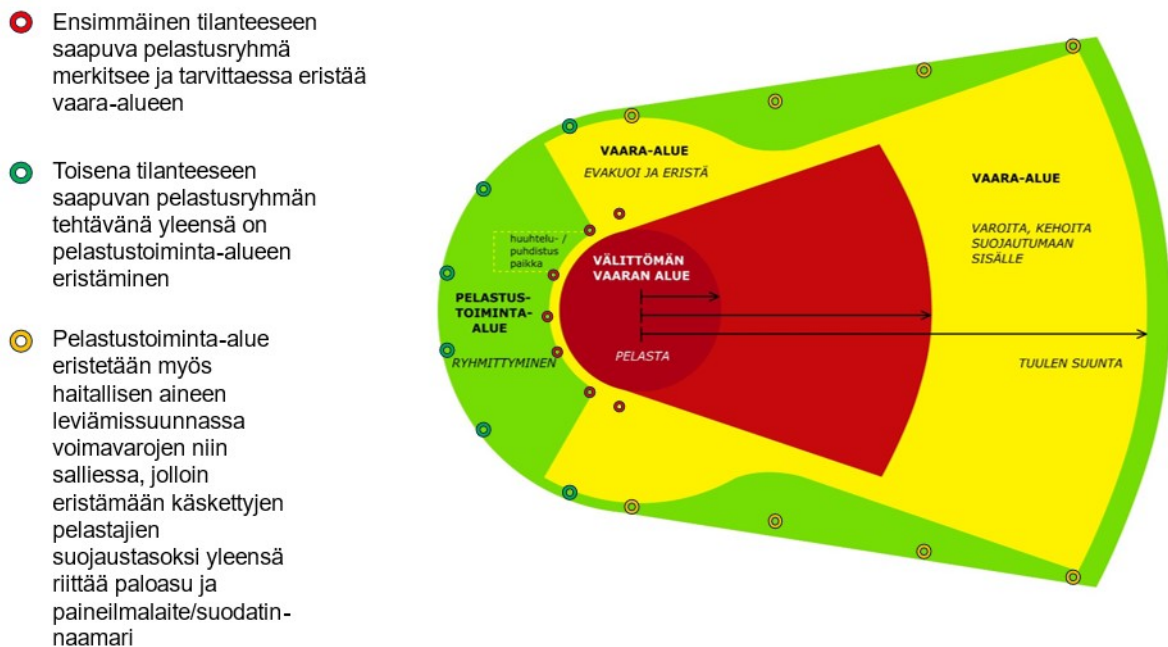 Ensimmäinen tilanteeseen
saapuva pelastusryhmä
merkitsee ja tarvittaessa eristää
vaara-alueen
Toisena tilanteeseen
saapuvan pelastusryhmän
tehtävänä yleensä on
pelastustoiminta-alueen
eristäminen
Pelastustoiminta-alue
eristetään myös
haitallisen aineen
leviämissuunnassa
voimavarojen niin
salliessa, jolloin
eristämään käskettyjen
pelastajien
suojaustasoksi yleensä
riittää paloasu ja
paineilmalaite/suodatin-
naamari
VAARA-ALUE
EVAKUOI JA ERISTÄ
huuhtelu- /
puhdistus
paikka
PELASTUS-
TOIMINTA-
ALUE
RYHMITTYMINEN
VÄLITTÖMÄN
VAARAN ALUE
PELASTA
VAARA-ALUE
VAROITA, KEHOITA
SUOJAUTUMAAN
SISÄLLE
TUULEN SUUNTA